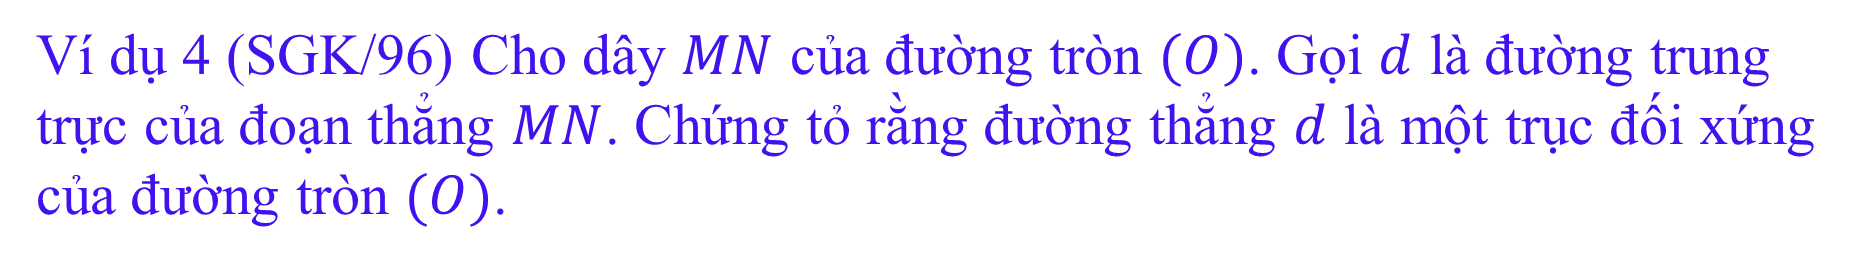 Ví dụ 4 (SGK/96) Cho dây MN của đường tròn (O). Gọi d là đường trung
trực của đoạn thẳng MN. Chứng tỏ rằng đường thẳng d là một trục đối xứng
của đường tròn (O).